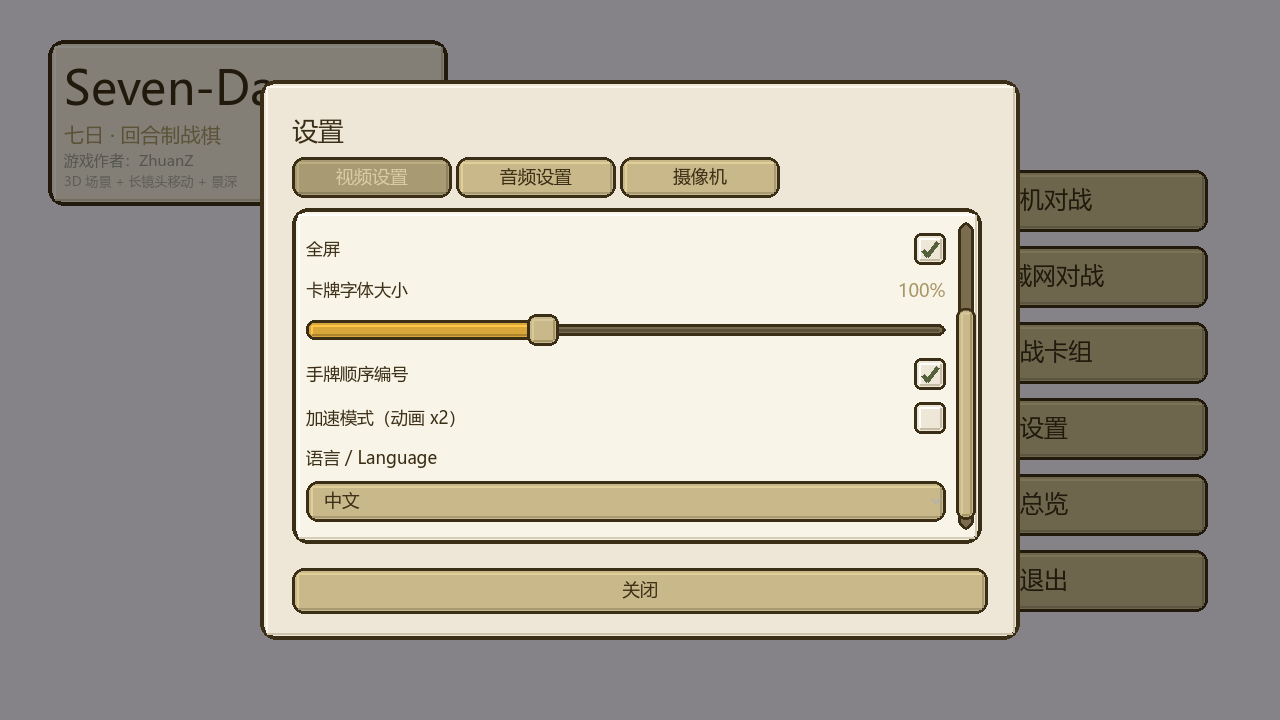 Seven-Da
七日 · 回合制战棋
游戏作者：ZhuanZ
3D 场景 + 长镜头移动 + 景深
设置
视频设置
音频设置
摄像机
全屏
卡牌字体大小
100%
手牌顺序编号
加速模式（动画 x2）
语言 / Language
中文
关闭
机对战
域网对战
战卡组
设置
总览
退出